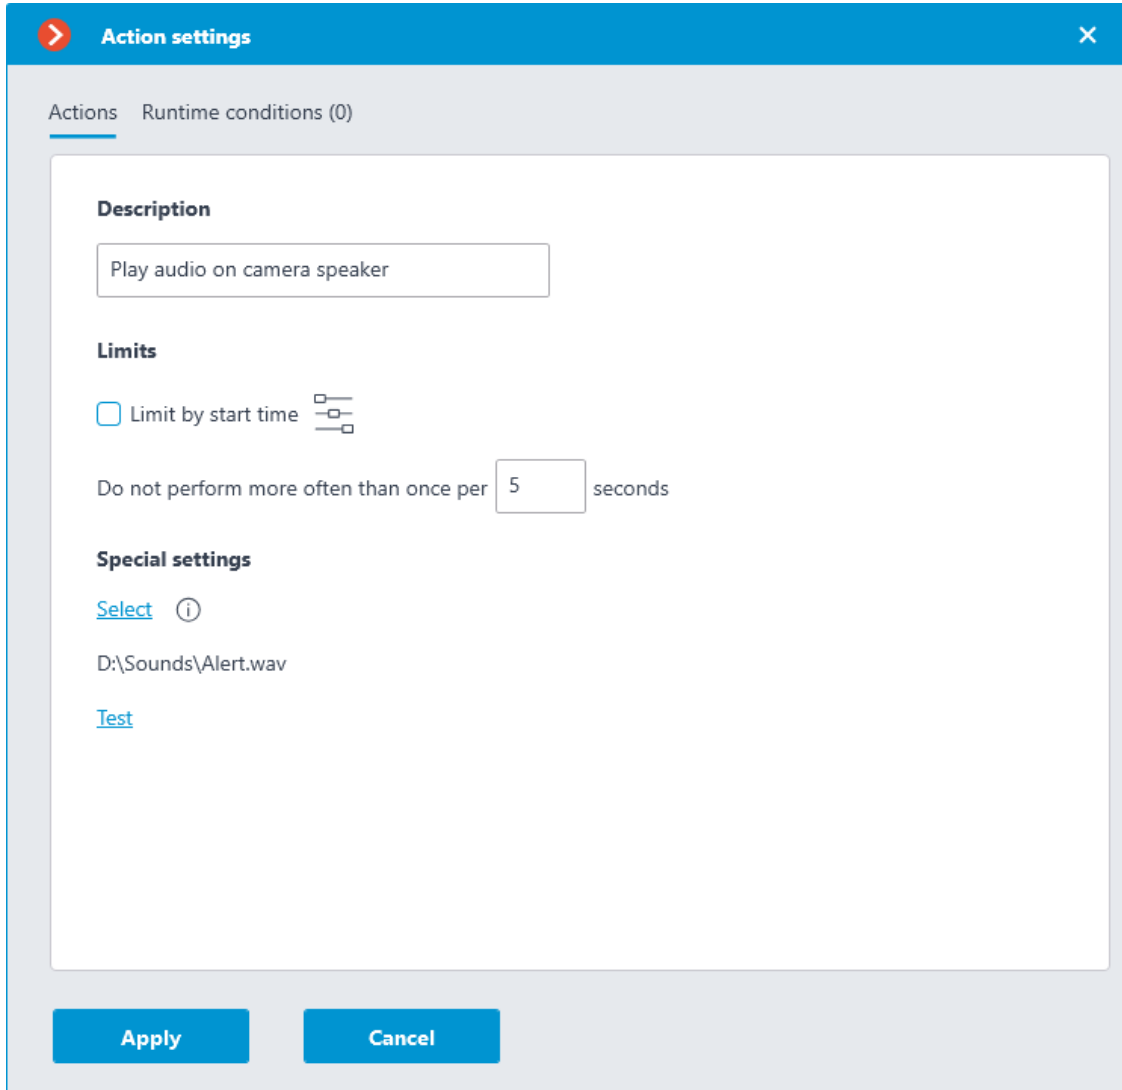 Action settings
Actions Runtime conditions (0)
Description
Play audio on camera speaker
Limits
Limit by start time
Do not perform more often than once per 5 seconds
Special settings
Select
D:\Sounds\Alert.wav
Test
Apply Cancel